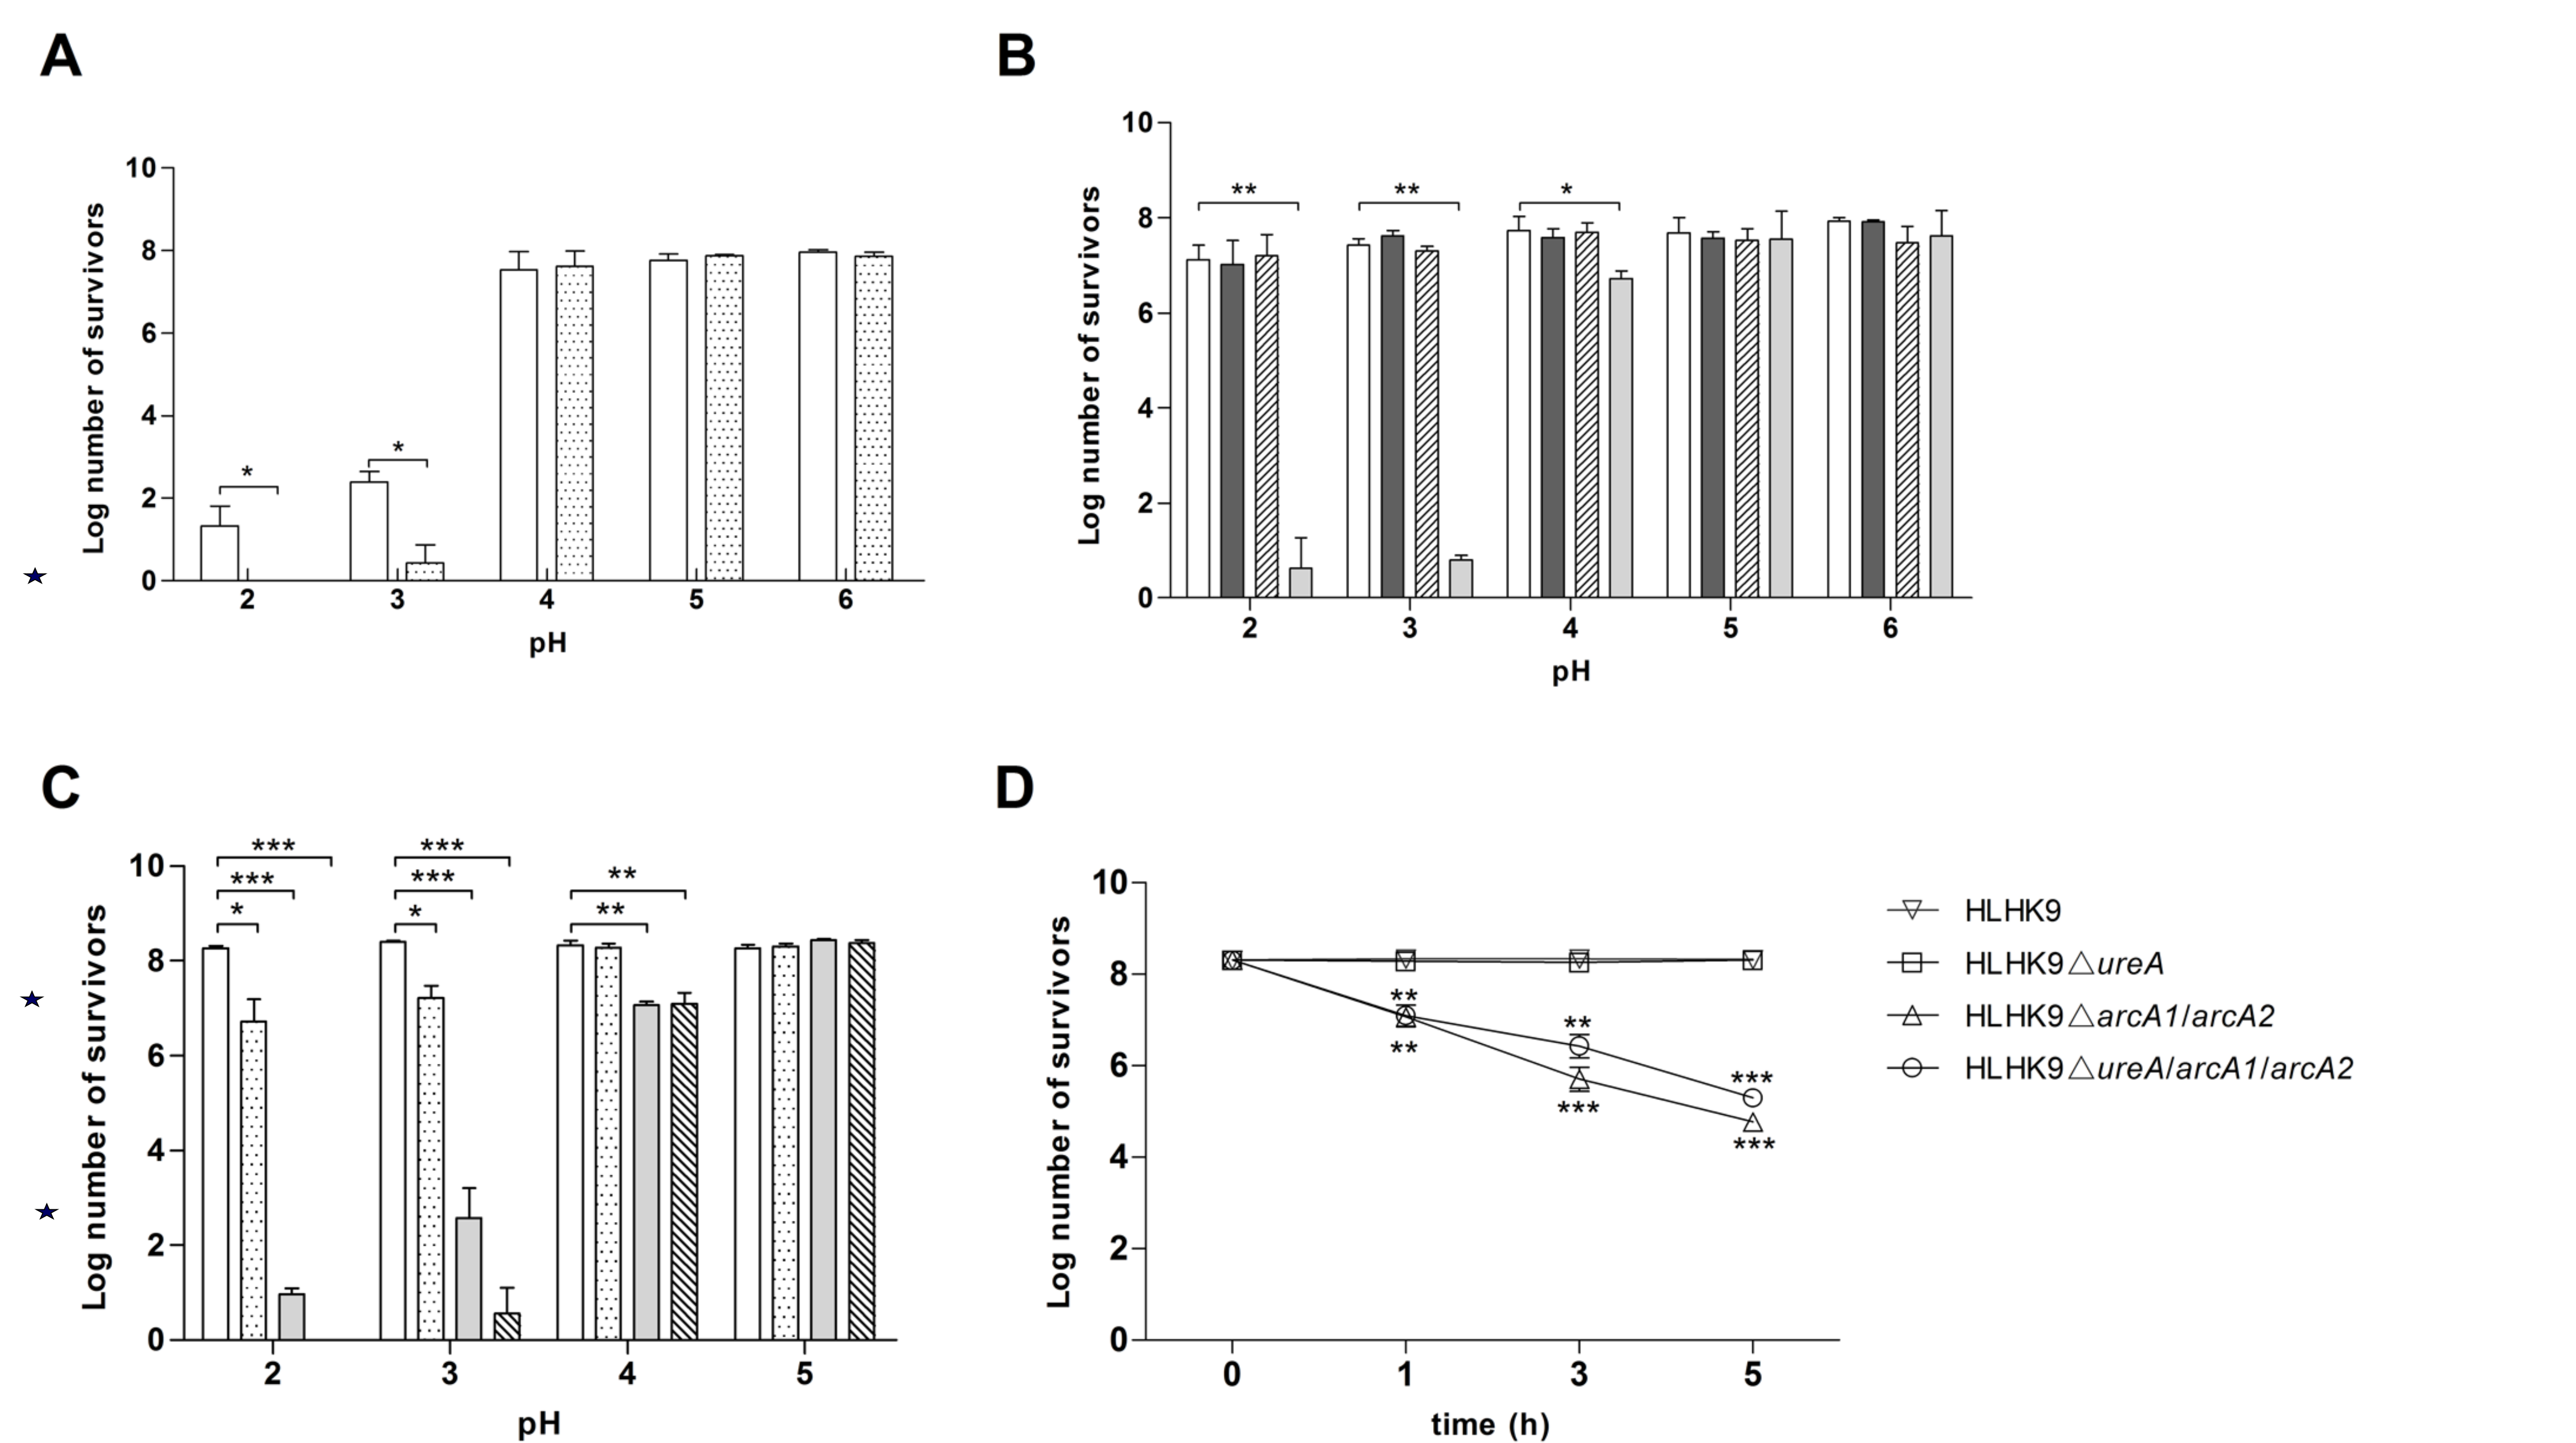 A
Log number of survivors
10
8
6
4
2
0
*
*
2 3 4 5 6
pH
B
Log number of survivors
10
8
6
4
2
0
**
**
*
2 3 4 5 6
pH
C
Log number of survivors
10
8
6
4
2
0
***
***
*
***
***
*
**
**
2 3 4 5
pH
D
Log number of survivors
10
8
6
4
2
0
**
**
**
***
***
***
0 1 3 5
time (h)
HLHK9
HLHK9△ureA
HLHK9△arcA1/arcA2
HLHK9△ureA/arcA1/arcA2